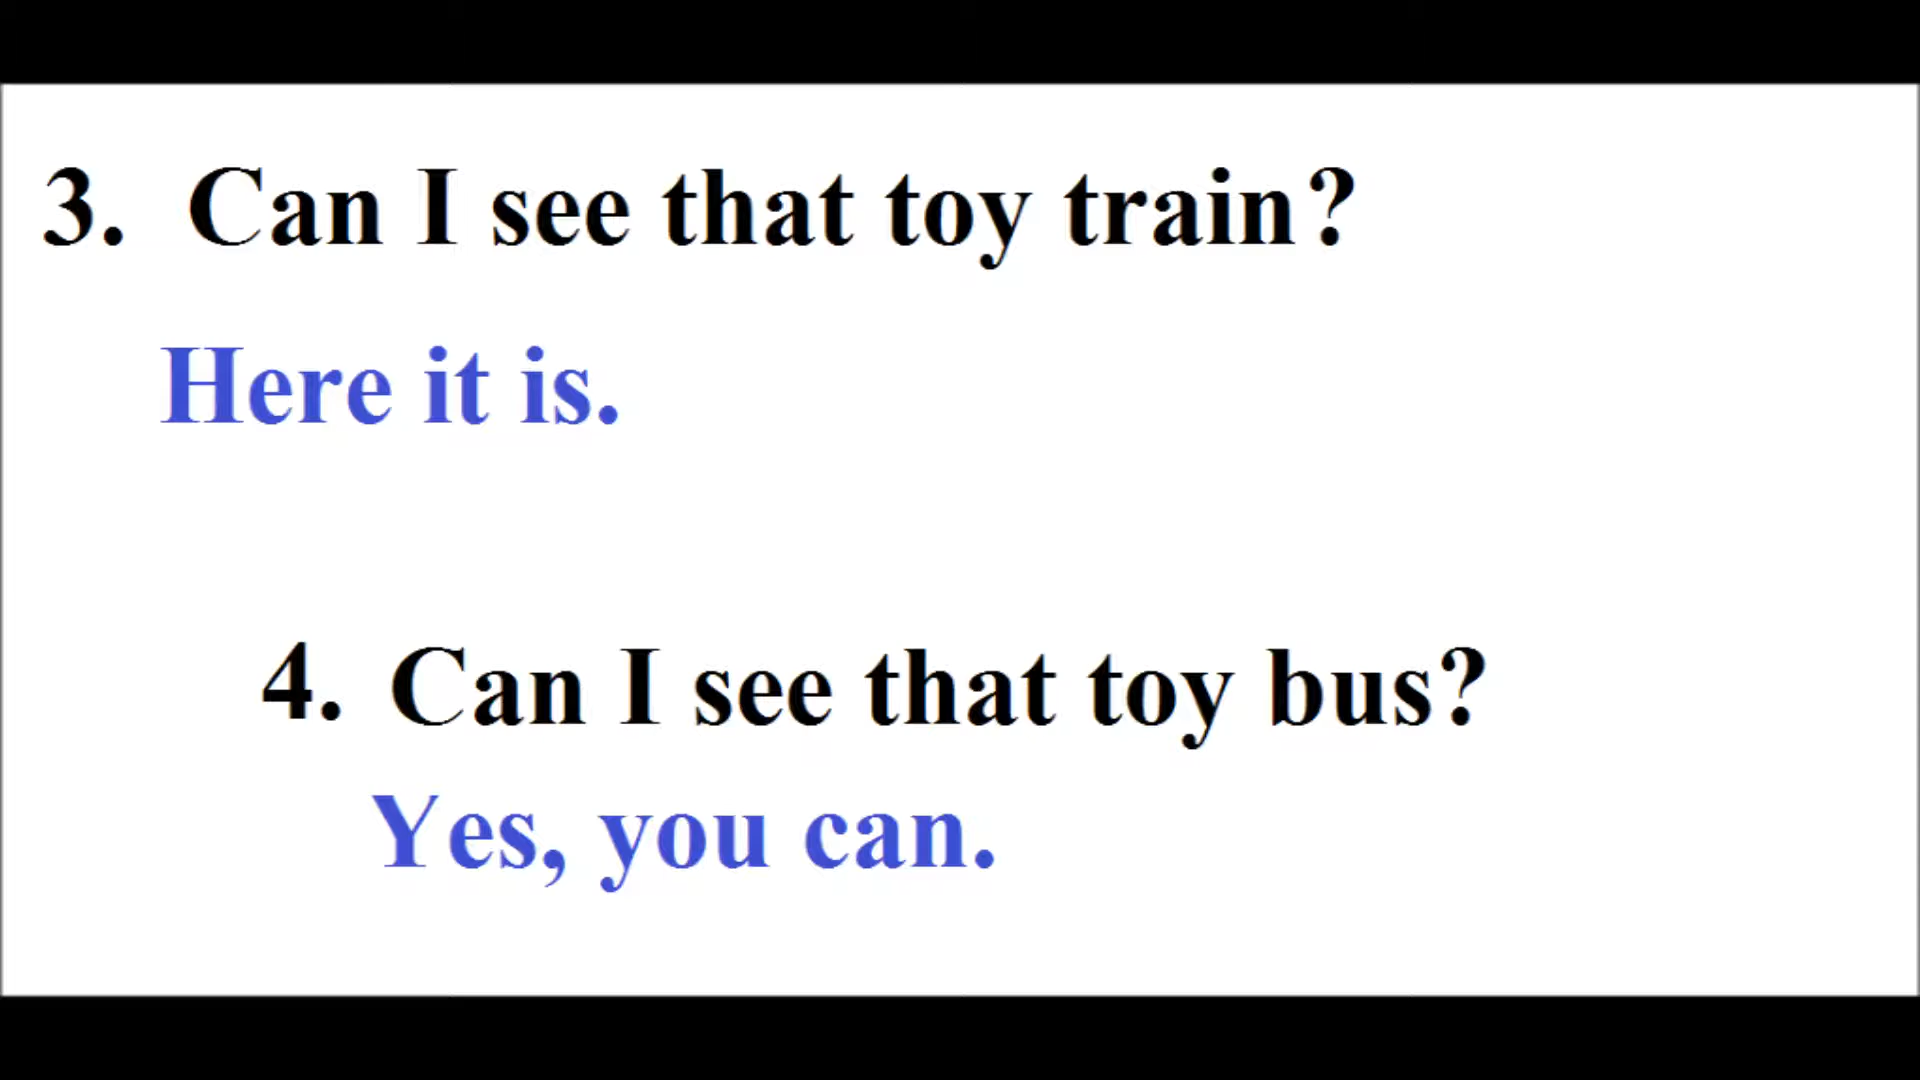 3. Can I see that toy train?
Here it is.
4. Can I see that toy bus?
Yes, you can.